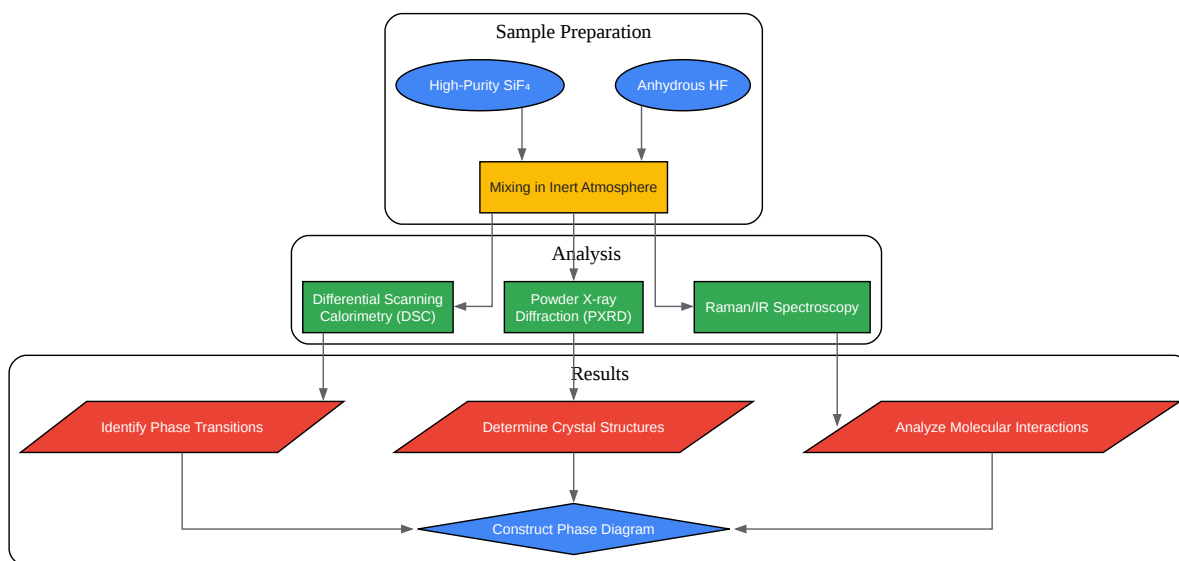 Sample Preparation
High-Purity SiF₄
Anhydrous HF
Mixing in Inert Atmosphere
Analysis
Differential Scanning
Calorimetry (DSC)
Powder X-ray
Diffraction (PXRD)
Raman/IR Spectroscopy
Results
Identify Phase Transitions
Determine Crystal Structures
Analyze Molecular Interactions
Construct Phase Diagram